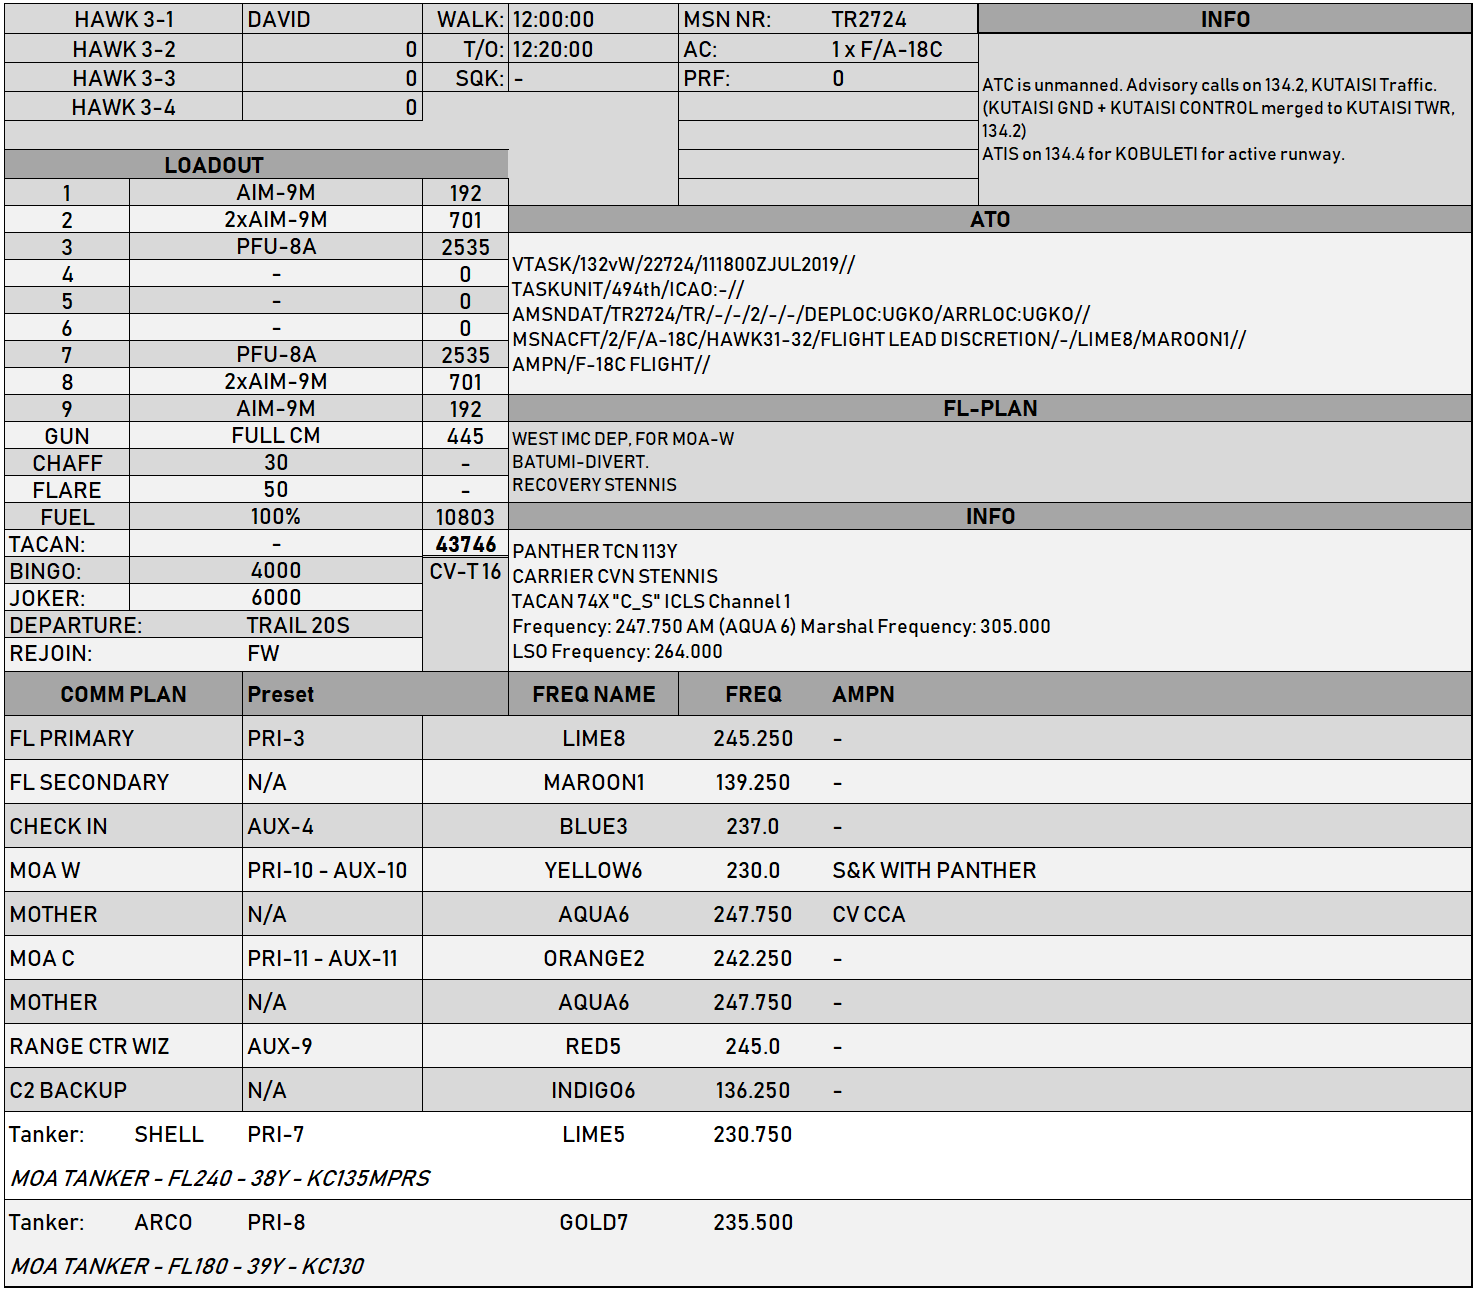 HAWK 3-1 DAVID WALK: 12:00:00 MSN NR: TR2724 INFO
HAWK 3-2 0 T/O: 12:20:00 AC: 1 x F/A-18C
HAWK 3-3 0 SQK: - PRF: 0
HAWK 3-4 0
ATC is unmanned. Advisory calls on 134.2, KUTAISI Traffic.
(KUTAISI GND + KUTAISI CONTROL merged to KUTAISI TWR,
134.2)
ATIS on 134.4 for KOBULETI for active runway.
LOADOUT
1 AIM-9M 192
2 2xAIM-9M 701
3 PFU-8A 2535
4 - 0
5 - 0
6 - 0
7 PFU-8A 2535
8 2xAIM-9M 701
9 AIM-9M 192
GUN FULL CM 445
CHAFF 30 -
FLARE 50 -
FUEL 100% 10803
TACAN: - 43746
BINGO: 4000 CV-T16
JOKER: 6000
DEPARTURE: TRAIL 20S
REJOIN: FW
ATO
VTASK/132vW/22724/111800ZJUL2019//
TASKUNIT/494th/ICAO:-//
AMSNDAT/TR2724/TR/-/-/2/-/-/DEPLOC:UGKO/ARRLOC:UGKO//
MSNACFT/2/F/A-18C/HAWK31-32/FLIGHT LEAD DISCRETION/-/LIME8/MAROON1//
AMPN/F-18C FLIGHT//
FL-PLAN
WEST IMC DEP, FOR MOA-W
BATUMI-DIVERT.
RECOVERY STENNIS
INFO
PANTHER TCN 113Y
CARRIER CVN STENNIS
TACAN 74X "C_S" ICLS Channel 1
Frequency: 247.750 AM (AQUA 6) Marshal Frequency: 305.000
LSO Frequency: 264.000
COMM PLAN Preset FREQ NAME FREQ AMPN
FL PRIMARY PRI-3 LIME8 245.250 -
FL SECONDARY N/A MAROON1 139.250 -
CHECK IN AUX-4 BLUE3 237.0 -
MOA W PRI-10 - AUX-10 YELLOW6 230.0 S&K WITH PANTHER
MOTHER N/A AQUA6 247.750 CV CCA
MOA C PRI-11 - AUX-11 ORANGE2 242.250 -
MOTHER N/A AQUA6 247.750 -
RANGE CTR WIZ AUX-9 RED5 245.0 -
C2 BACKUP N/A INDIGO6 136.250 -
Tanker: SHELL PRI-7 LIME5 230.750
MOA TANKER - FL240 - 38Y - KC135MPRS
Tanker: ARCO PRI-8 GOLD7 235.500
MOA TANKER - FL180 - 39Y - KC130